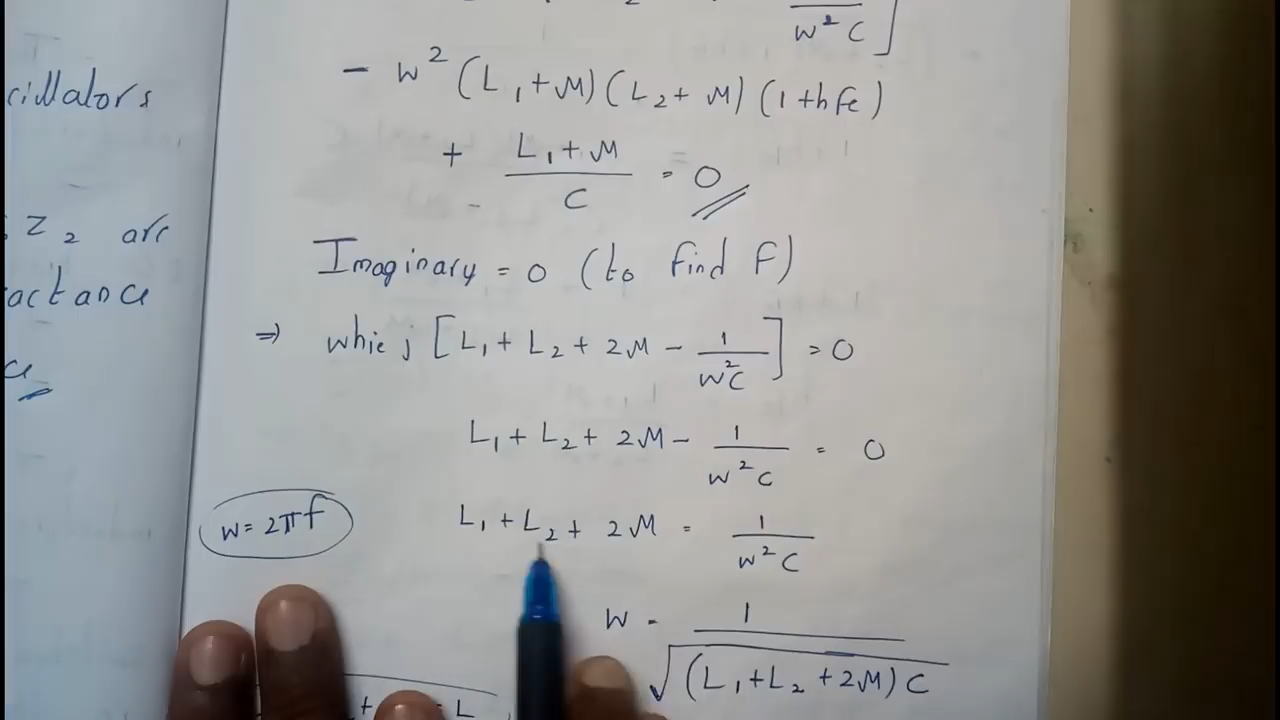 cillators
Z₂ are
actance
w²C ]
- w² (L₁+M) (L₂+M) (1+hfe)
+ (L₁+M)/C = 0
Imaginary = 0 (to find F)
⇒ whie j [L₁ + L₂ + 2M - 1/w²C] = 0
L₁ + L₂ + 2M - 1/w²C = 0
w = 2πf
L₁ + L₂ + 2M = 1/w²C
w = 1/√(L₁+L₂+2M)C